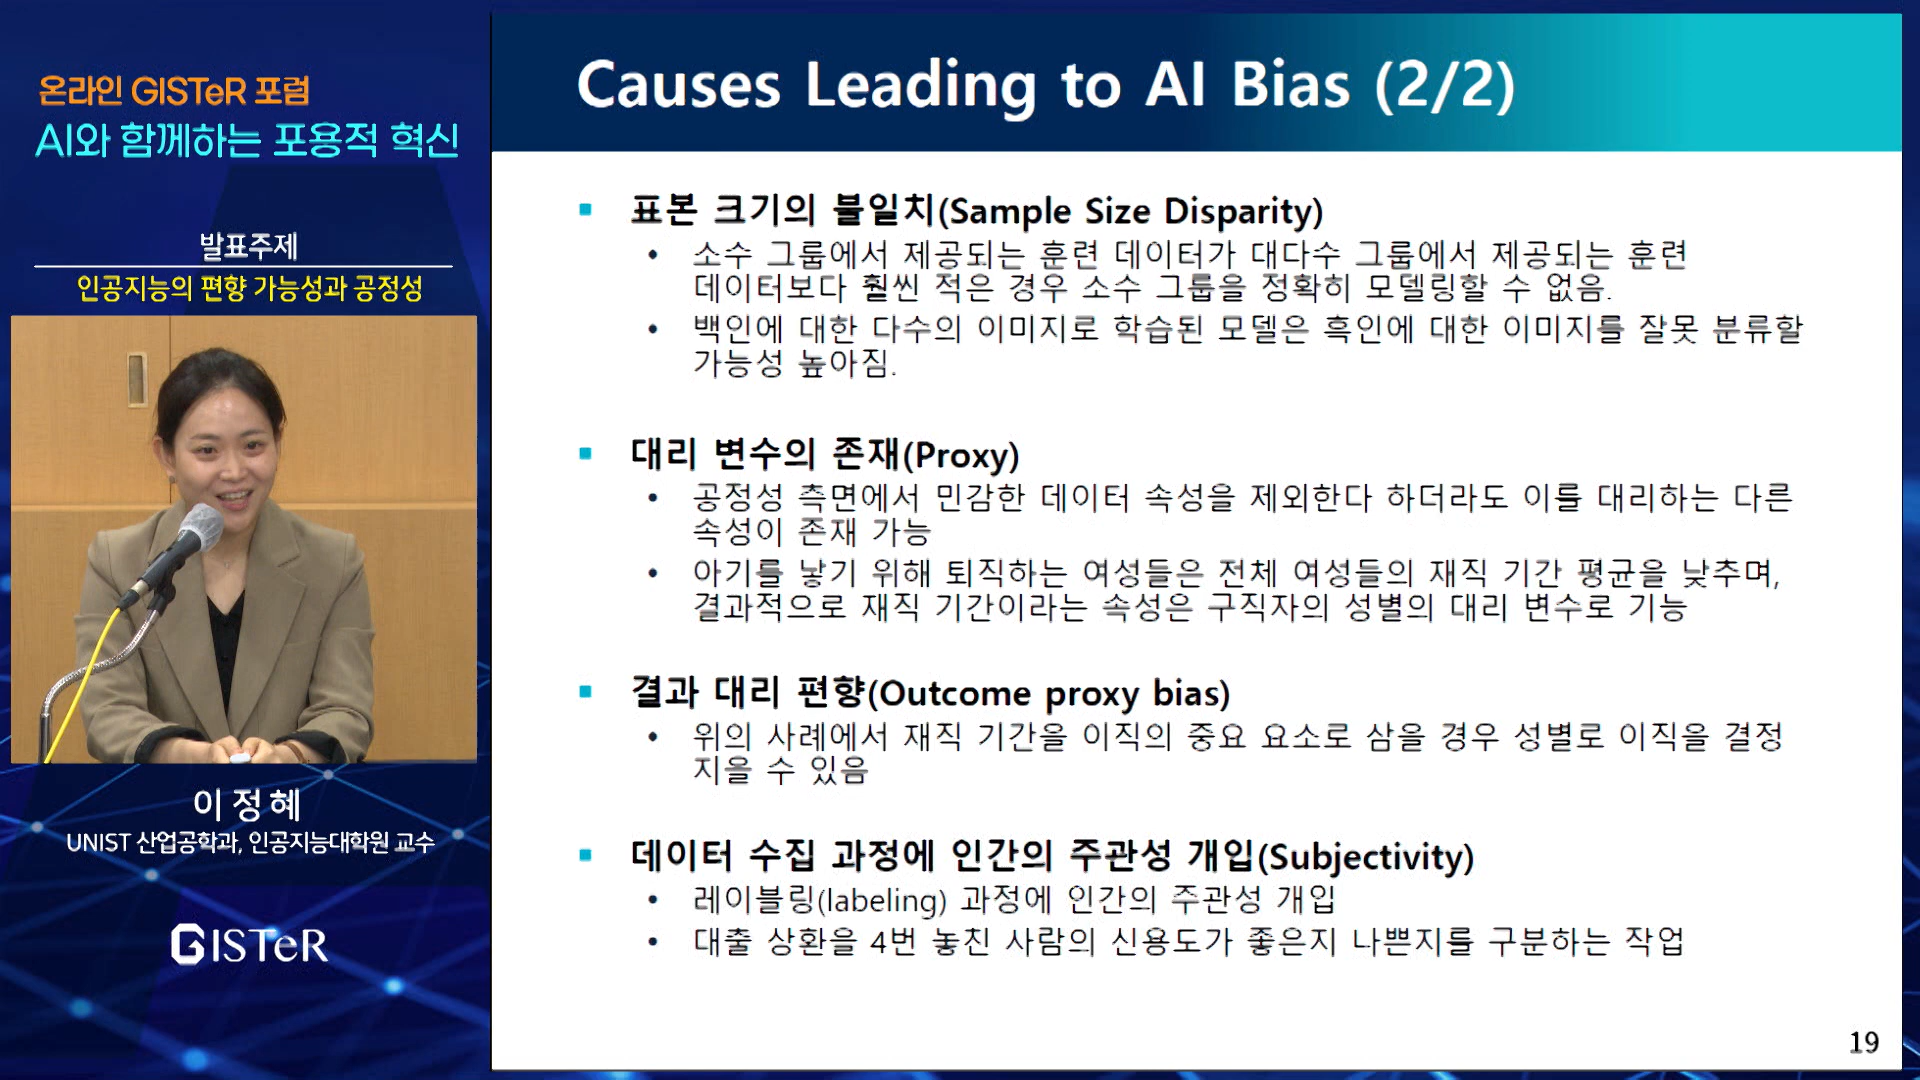 온라인 GISTeR 포럼
AI와 함께하는 포용적 혁신
발표주제
인공지능의 편향 가능성과 공정성
이정혜
UNIST 산업공학과, 인공지능대학원 교수
GISTeR
Causes Leading to AI Bias (2/2)
▪ 표본 크기의 불일치(Sample Size Disparity)
• 소수 그룹에서 제공되는 훈련 데이터가 대다수 그룹에서 제공되는 훈련
데이터보다 훨씬 적은 경우 소수 그룹을 정확히 모델링할 수 없음.
• 백인에 대한 다수의 이미지로 학습된 모델은 흑인에 대한 이미지를 잘못 분류할
가능성 높아짐.
▪ 대리 변수의 존재(Proxy)
• 공정성 측면에서 민감한 데이터 속성을 제외한다 하더라도 이를 대리하는 다른
속성이 존재 가능
• 아기를 낳기 위해 퇴직하는 여성들은 전체 여성들의 재직 기간 평균을 낮추며,
결과적으로 재직 기간이라는 속성은 구직자의 성별의 대리 변수로 기능
▪ 결과 대리 편향(Outcome proxy bias)
• 위의 사례에서 재직 기간을 이직의 중요 요소로 삼을 경우 성별로 이직을 결정
지을 수 있음
▪ 데이터 수집 과정에 인간의 주관성 개입(Subjectivity)
• 레이블링(labeling) 과정에 인간의 주관성 개입
• 대출 상환을 4번 놓친 사람의 신용도가 좋은지 나쁜지를 구분하는 작업
19